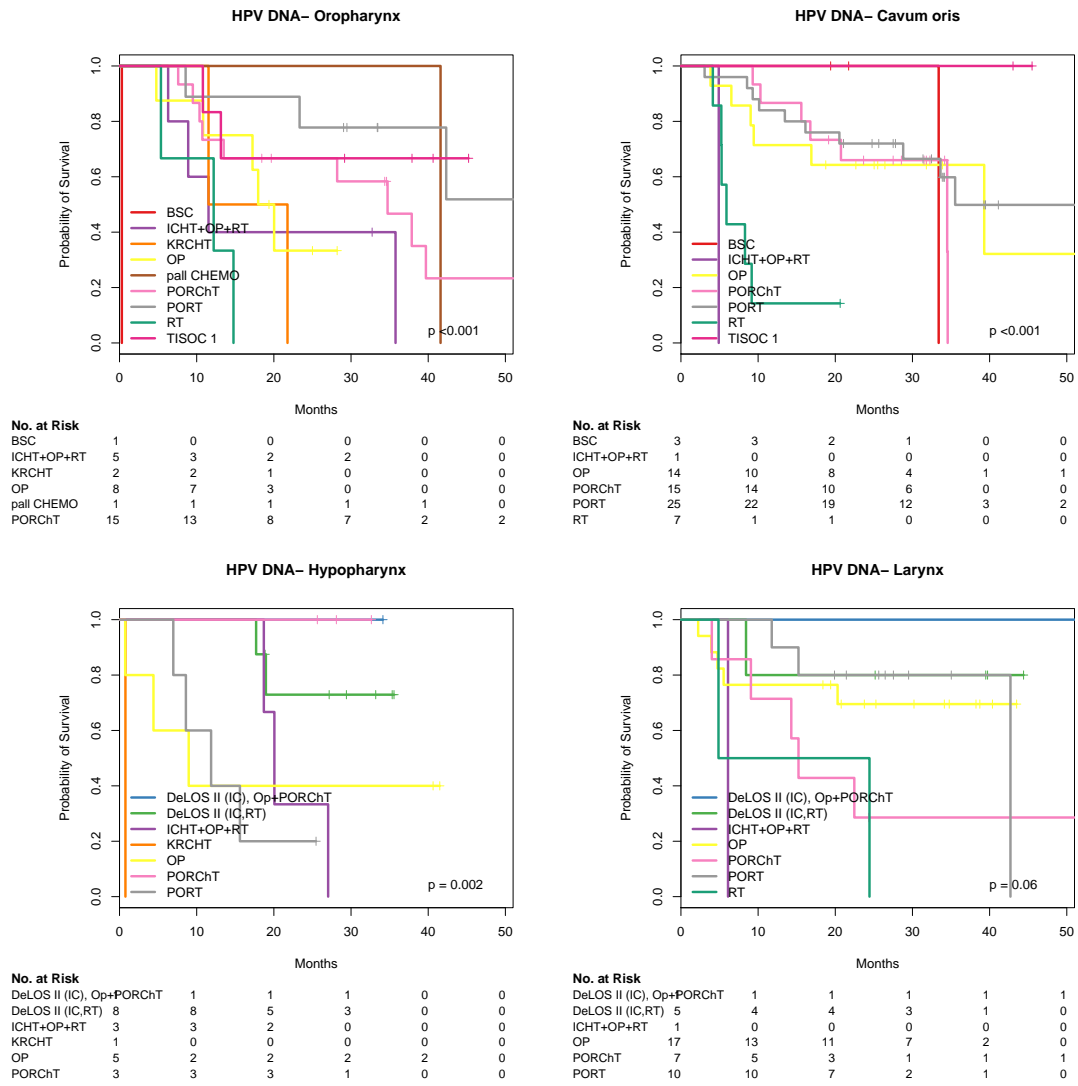 HPV DNA− Oropharynx
1.0
0.8
0.6
0.4
0.2
0.0
Probability of Survival
BSC
ICHT+OP+RT
KRCHT
OP
pall CHEMO
PORChT
PORT
RT
TISOC 1
p <0.001
0 10 20 30 40 50
Months
No. at Risk
BSC 1 0 0 0 0 0
ICHT+OP+RT 5 3 2 2 0 0
KRCHT 2 2 1 0 0 0
OP 8 7 3 0 0 0
pall CHEMO 1 1 1 1 1 0
PORChT 15 13 8 7 2 2
HPV DNA− Cavum oris
1.0
0.8
0.6
0.4
0.2
0.0
Probability of Survival
BSC
ICHT+OP+RT
OP
PORChT
PORT
RT
TISOC 1
p <0.001
0 10 20 30 40 50
Months
No. at Risk
BSC 3 3 2 1 0 0
ICHT+OP+RT 1 0 0 0 0 0
OP 14 10 8 4 1 1
PORChT 15 14 10 6 0 0
PORT 25 22 19 12 3 2
RT 7 1 1 0 0 0
HPV DNA− Hypopharynx
1.0
0.8
0.6
0.4
0.2
0.0
Probability of Survival
DeLOS II (IC), Op+PORChT
DeLOS II (IC,RT)
ICHT+OP+RT
KRCHT
OP
PORChT
PORT
p = 0.002
0 10 20 30 40 50
Months
No. at Risk
DeLOS II (IC), Op+PORChT 1 1 1 1 0 0
DeLOS II (IC,RT) 8 8 5 3 0 0
ICHT+OP+RT 3 3 2 0 0 0
KRCHT 1 0 0 0 0 0
OP 5 2 2 2 2 0
PORChT 3 3 3 1 0 0
HPV DNA− Larynx
1.0
0.8
0.6
0.4
0.2
0.0
Probability of Survival
DeLOS II (IC), Op+PORChT
DeLOS II (IC,RT)
ICHT+OP+RT
OP
PORChT
PORT
RT
p = 0.06
0 10 20 30 40 50
Months
No. at Risk
DeLOS II (IC), Op+PORChT 1 1 1 1 1 1
DeLOS II (IC,RT) 5 4 4 3 1 0
ICHT+OP+RT 1 0 0 0 0 0
OP 17 13 11 7 2 0
PORChT 7 5 3 1 1 1
PORT 10 10 7 2 1 0